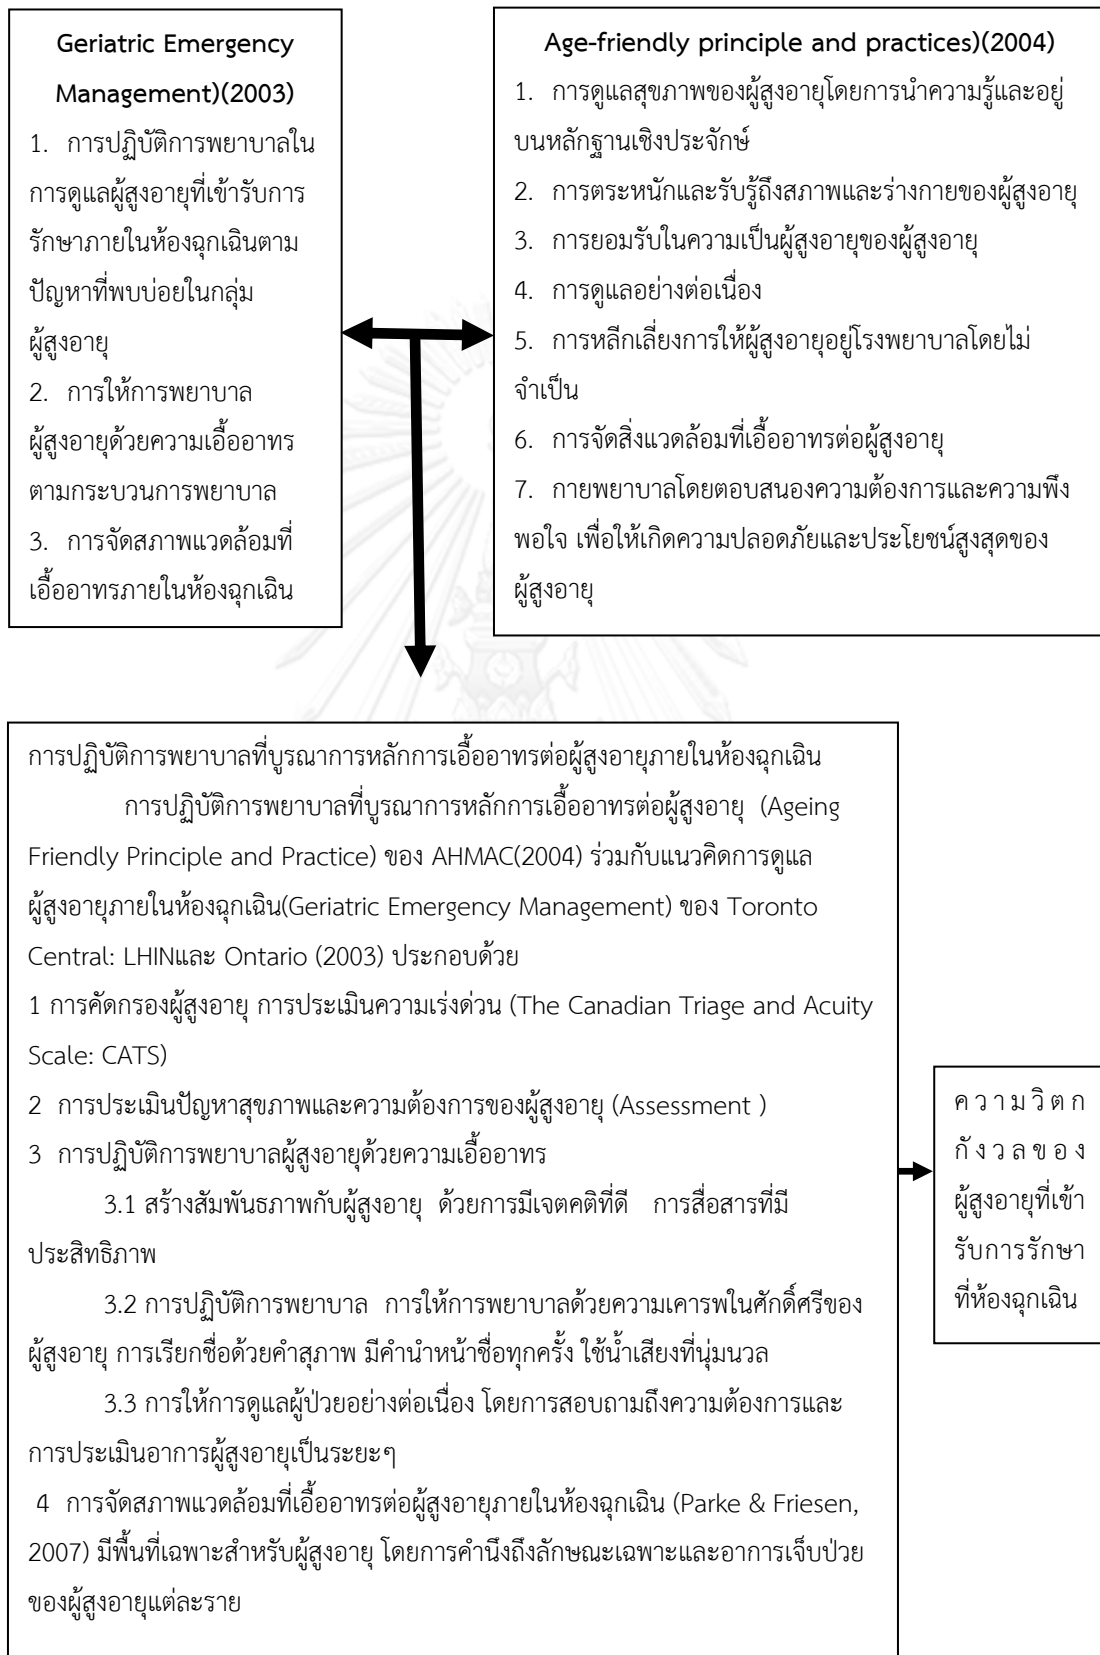 Geriatric Emergency
Management)(2003)
1. การปฏิบัติการพยาบาลใน
การดูแลผู้สูงอายุที่เข้ารับการ
รักษาภายในห้องฉุกเฉินตาม
ปัญหาที่พบบ่อยในกลุ่ม
ผู้สูงอายุ
2. การให้การพยาบาล
ผู้สูงอายุด้วยความเอื้ออาทร
ตามกระบวนการพยาบาล
3. การจัดสภาพแวดล้อมที่
เอื้ออาทรภายในห้องฉุกเฉิน
Age-friendly principle and practices)(2004)
1. การดูแลสุขภาพของผู้สูงอายุโดยการนำความรู้และอยู่
บนหลักฐานเชิงประจักษ์
2. การตระหนักและรับรู้ถึงสภาพและร่างกายของผู้สูงอายุ
3. การยอมรับในความเป็นผู้สูงอายุของผู้สูงอายุ
4. การดูแลอย่างต่อเนื่อง
5. การหลีกเลี่ยงการให้ผู้สูงอายุอยู่โรงพยาบาลโดยไม่
จำเป็น
6. การจัดสิ่งแวดล้อมที่เอื้ออาทรต่อผู้สูงอายุ
7. กายพยาบาลโดยตอบสนองความต้องการและความพึง
พอใจ เพื่อให้เกิดความปลอดภัยและประโยชน์สูงสุดของ
ผู้สูงอายุ
การปฏิบัติการพยาบาลที่บูรณาการหลักการเอื้ออาทรต่อผู้สูงอายุภายในห้องฉุกเฉิน
การปฏิบัติการพยาบาลที่บูรณาการหลักการเอื้ออาทรต่อผู้สูงอายุ (Ageing
Friendly Principle and Practice) ของ AHMAC(2004) ร่วมกับแนวคิดการดูแล
ผู้สูงอายุภายในห้องฉุกเฉิน(Geriatric Emergency Management) ของ Toronto
Central: LHINและ Ontario (2003) ประกอบด้วย
1 การคัดกรองผู้สูงอายุ การประเมินความเร่งด่วน (The Canadian Triage and Acuity
Scale: CATS)
2 การประเมินปัญหาสุขภาพและความต้องการของผู้สูงอายุ (Assessment )
3 การปฏิบัติการพยาบาลผู้สูงอายุด้วยความเอื้ออาทร
3.1 สร้างสัมพันธภาพกับผู้สูงอายุ ด้วยการมีเจตคติที่ดี การสื่อสารที่มี
ประสิทธิภาพ
3.2 การปฏิบัติการพยาบาล การให้การพยาบาลด้วยความเคารพในศักดิ์ศรีของ
ผู้สูงอายุ การเรียกชื่อด้วยคำสุภาพ มีคำนำหน้าชื่อทุกครั้ง ใช้น้ำเสียงที่นุ่มนวล
3.3 การให้การดูแลผู้ป่วยอย่างต่อเนื่อง โดยการสอบถามถึงความต้องการและ
การประเมินอาการผู้สูงอายุเป็นระยะๆ
4 การจัดสภาพแวดล้อมที่เอื้ออาทรต่อผู้สูงอายุภายในห้องฉุกเฉิน (Parke & Friesen,
2007) มีพื้นที่เฉพาะสำหรับผู้สูงอายุ โดยการคำนึงถึงลักษณะเฉพาะและอาการเจ็บป่วย
ของผู้สูงอายุแต่ละราย
ความวิตก
กังวลของ
ผู้สูงอายุที่เข้า
รับการรักษา
ที่ห้องฉุกเฉิน